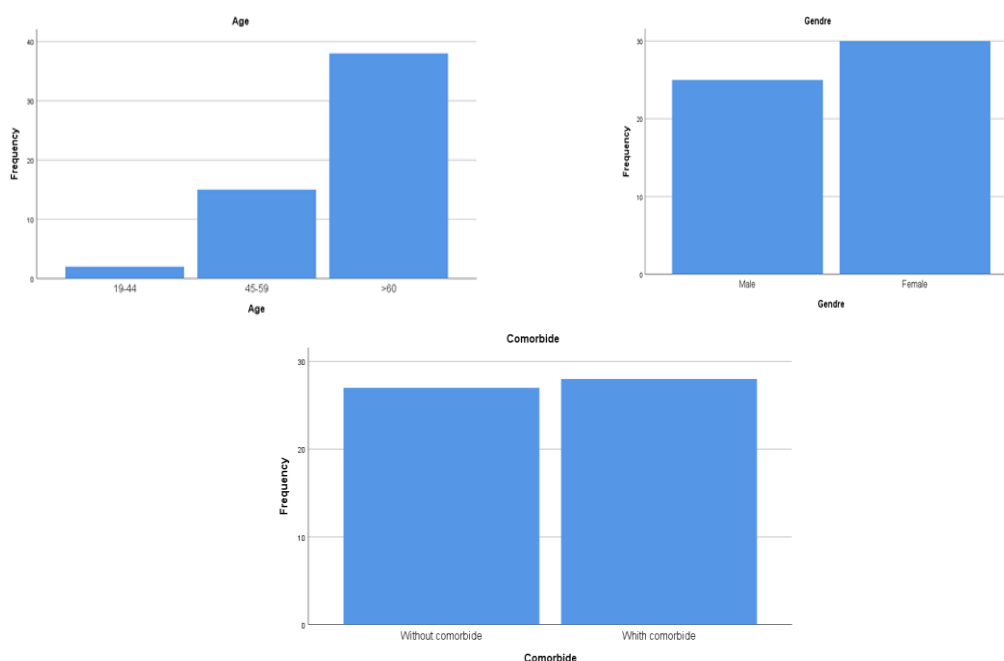 Age
Frequency
40
30
20
10
0
19-44 45-59 >60
Age
Gendre
Frequency
30
20
10
0
Male Female
Gendre
Comorbide
Frequency
30
20
10
0
Without comorbide Whith comorbide
Comorbide